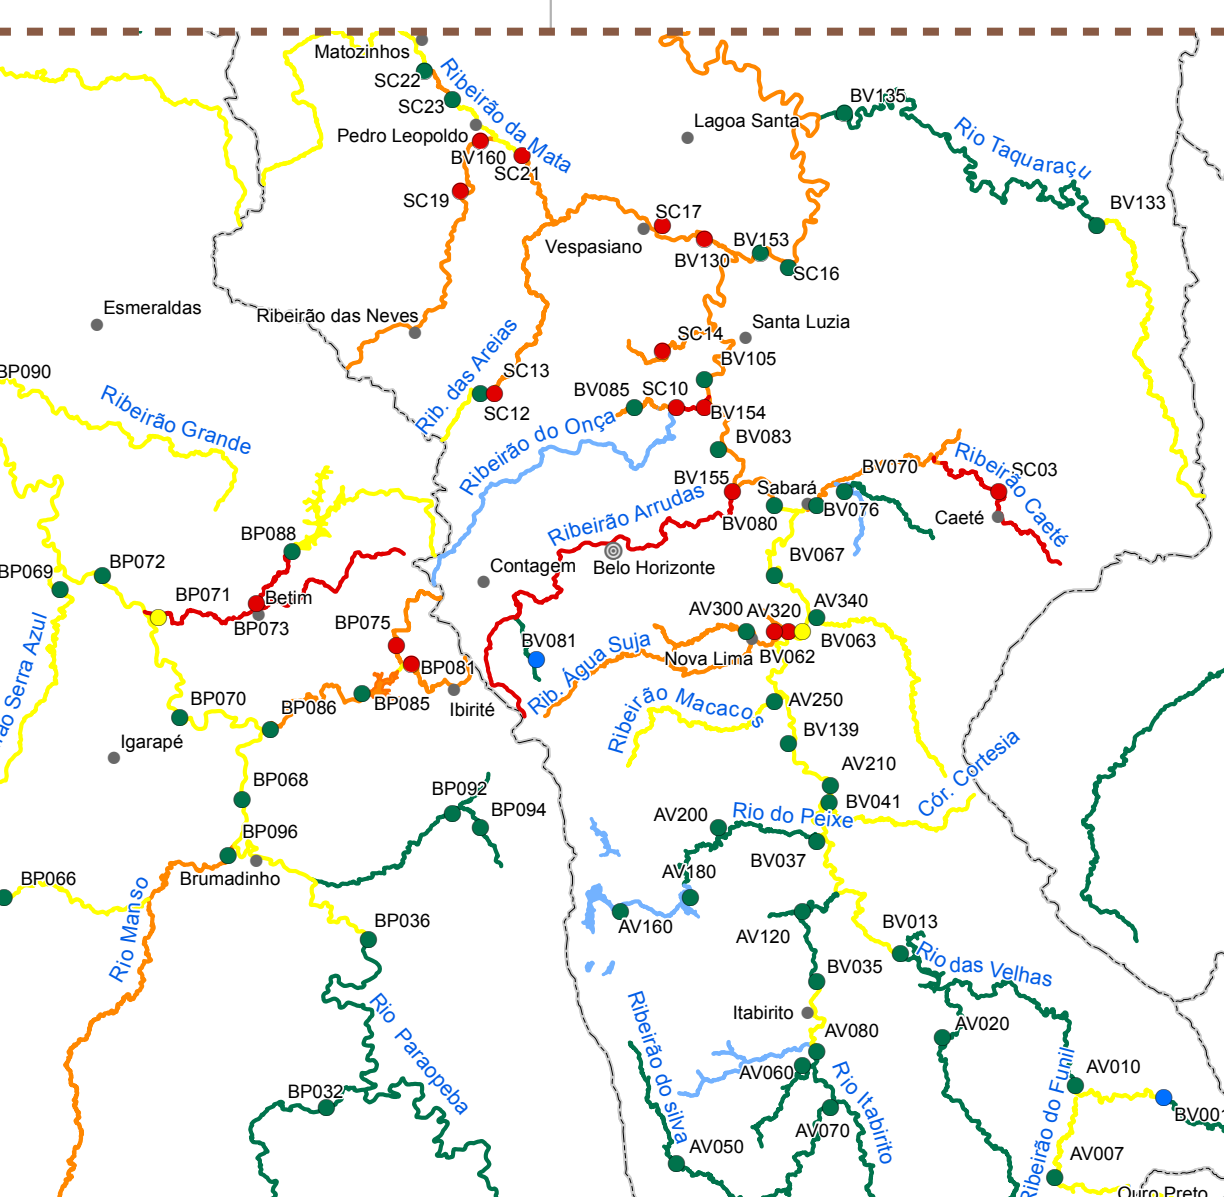 Matozinhos
SC22
Ribeirão da Mata
SC23
BV135
Lagoa Santa
Pedro Leopoldo
BV160
SC21
Rio Taquaraçu
SC19
BV133
SC17
Vespasiano
BV153
BV130
SC16
Esmeraldas
Ribeirão das Neves
Santa Luzia
SC14
BV105
BP090
Rib. das Areias
SC13
SC12
BV085
SC10
BV154
Ribeirão Grande
Ribeirão do Onça
BV083
BV070
Ribeirão Caeté
SC03
BV155
Sabará
BV076
Caeté
Ribeirão Arrudas
BV080
BP088
BP072
BP069
Contagem
Belo Horizonte
BV067
BP071
Betim
BP073
BP075
BV081
AV300
AV320
AV340
BV063
BV062
Nova Lima
Rib. Água Suja
BP081
BP070
BP086
BP085
Ibirité
Ribeirão Macacos
AV250
Igarapé
BV139
AV210
Cór. Cortesia
BP068
BP092
BP094
BV041
AV200
Rio do Peixe
BP096
BV037
Brumadinho
BP066
AV180
Rio Manso
AV160
AV120
BP036
BV013
Rio das Velhas
BV035
Rio Paraopeba
Ribeirão do silva
Itabirito
AV020
AV080
AV060
Rio Itabirito
AV010
BP032
AV070
BV001
Ribeirão do Funil
AV050
AV007
Ouro Preto
ão Serra Azul